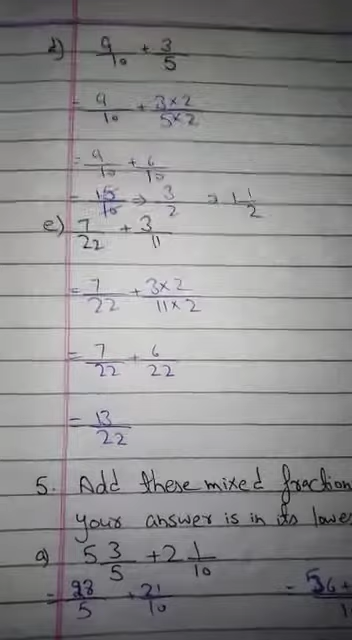 d) 9/10 + 3/5
= 9/10 + 3×2/5×2
= 9/10 + 6/10
= 15/10 ⇒ 3/2 ⇒ 1 1/2
e) 7/22 + 3/11
= 7/22 + 3×2/11×2
= 7/22 + 6/22
= 13/22
5. Add these mixed fraction
your answer is in its lowe
a) 5 3/5 + 2 1/10
= 28/5 + 21/10 = 56+